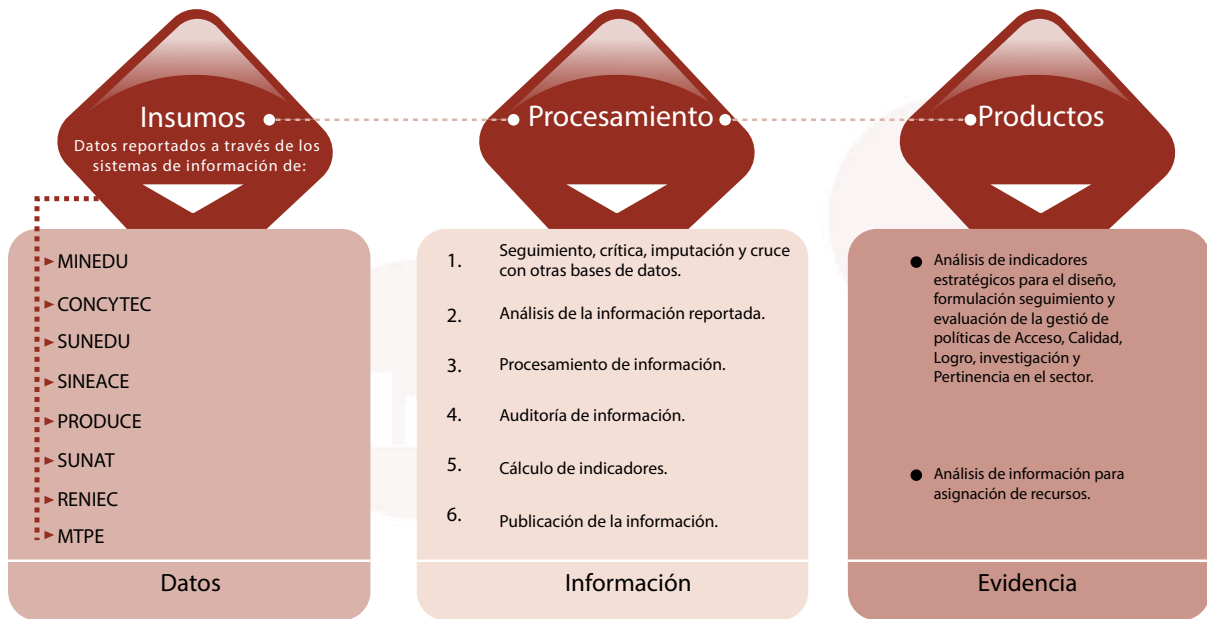 Insumos
Datos reportados a través de los
sistemas de información de:
MINEDU
CONCYTEC
SUNEDU
SINEACE
PRODUCE
SUNAT
RENIEC
MTPE
Datos
Procesamiento
1. Seguimiento, crítica, imputación y cruce
con otras bases de datos.
2. Análisis de la información reportada.
3. Procesamiento de información.
4. Auditoría de información.
5. Cálculo de indicadores.
6. Publicación de la información.
Información
Productos
● Análisis de indicadores
estratégicos para el diseño,
formulación seguimiento y
evaluación de la gestió de
políticas de Acceso, Calidad,
Logro, investigación y
Pertinencia en el sector.
● Análisis de información para
asignación de recursos.
Evidencia